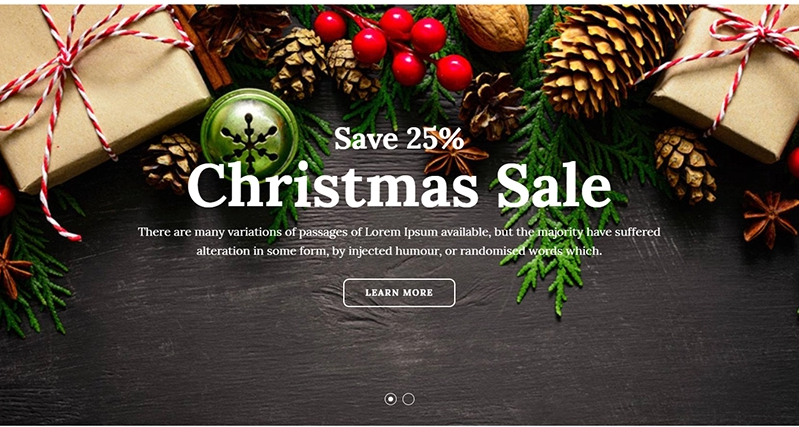 Save 25%
Christmas Sale
There are many variations of passages of Lorem Ipsum available, but the majority have suffered
alteration in some form, by injected humour, or randomised words which.
LEARN MORE